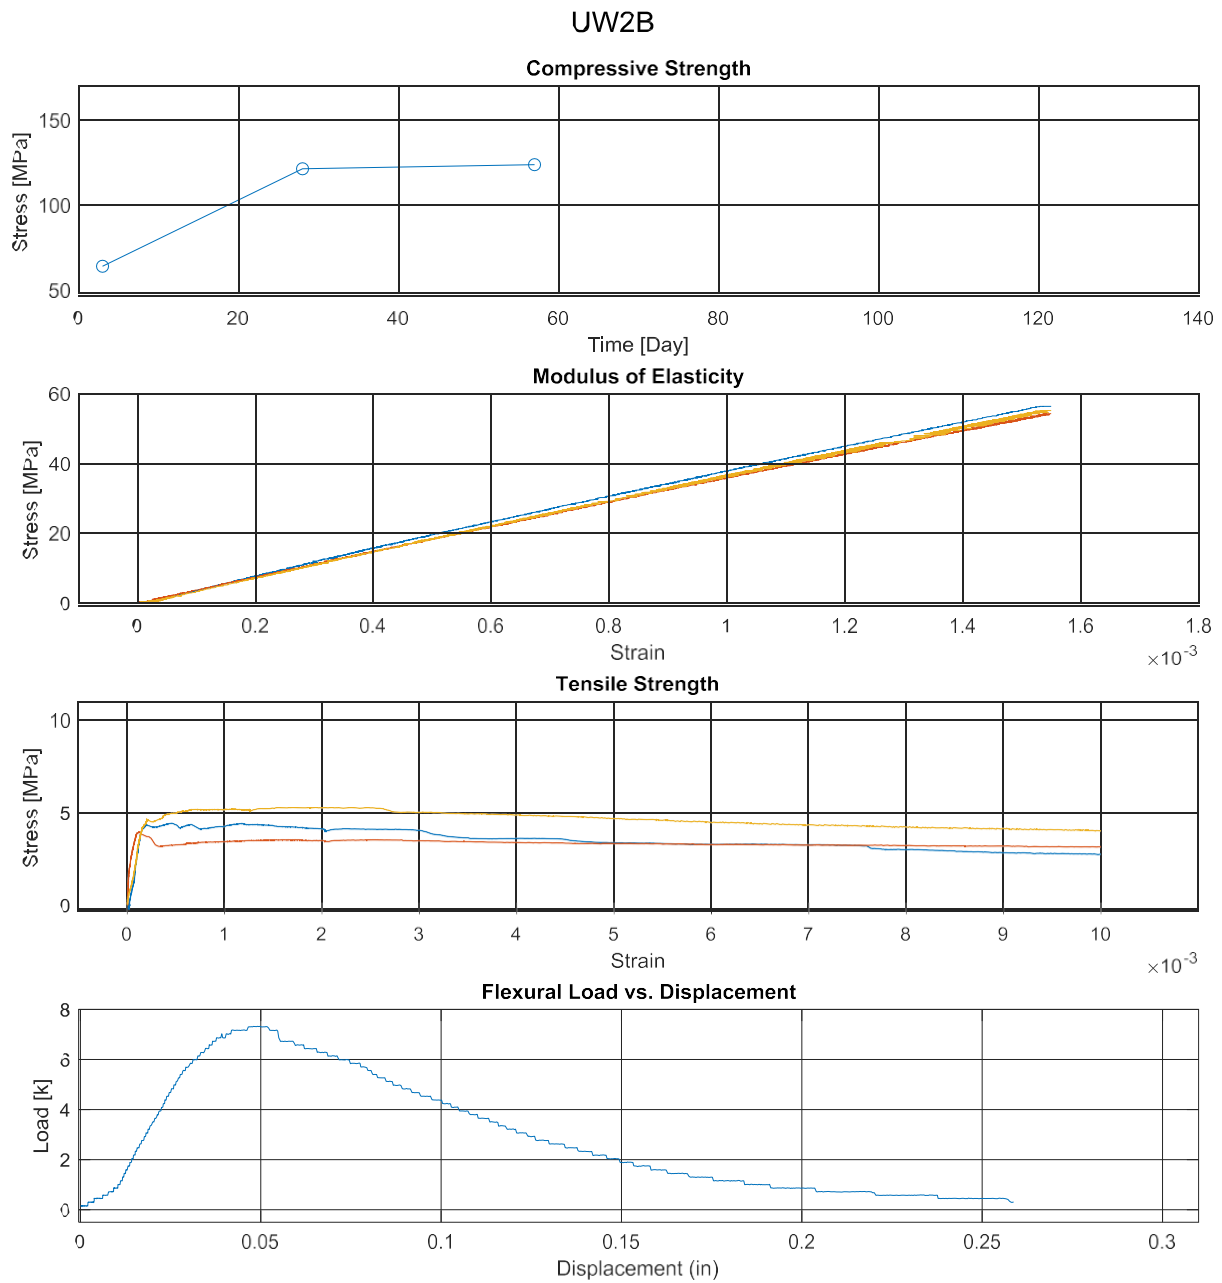 UW2B
Compressive Strength
150
100
50
Stress [MPa]
0 20 40 60 80 100 120 140
Time [Day]
Modulus of Elasticity
60
40
20
0
Stress [MPa]
0 0.2 0.4 0.6 0.8 1 1.2 1.4 1.6 1.8
Strain
×10-3
Tensile Strength
10
5
0
Stress [MPa]
0 1 2 3 4 5 6 7 8 9 10
Strain
×10-3
Flexural Load vs. Displacement
8
6
4
2
0
Load [k]
0 0.05 0.1 0.15 0.2 0.25 0.3
Displacement (in)